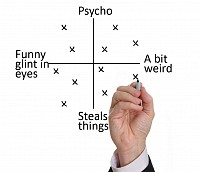 Psycho
Funny
glint in
eyes
A bit
weird
Steals
things